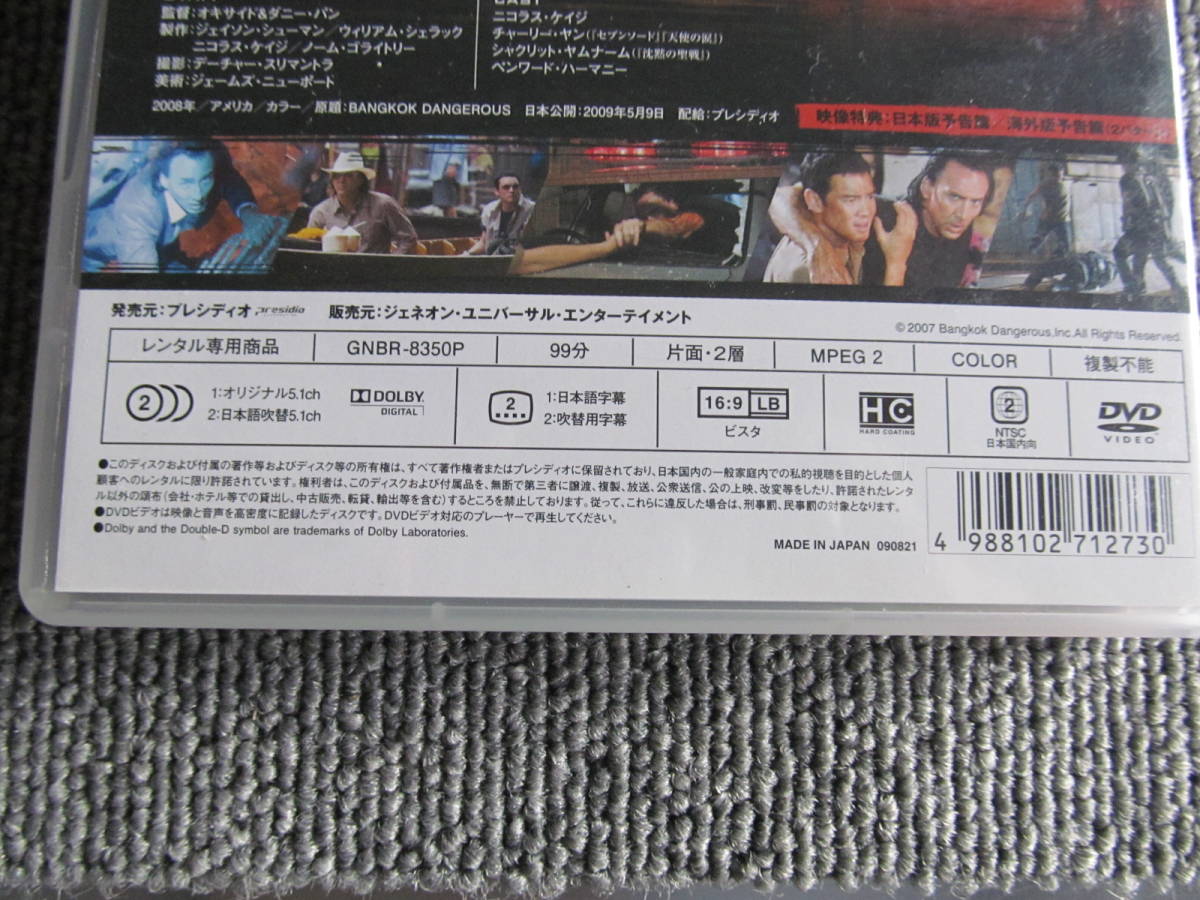 監督:オキサイド&ダニー・パン
製作:ジェイソン・シューマン/ウィリアム・シェラック
ニコラス・ケイジ/ノーム・ゴライトリー
撮影:デーチャー・スリマントラ
美術:ジェームズ・ニューポート
CAST
ニコラス・ケイジ
チャーリー・ヤン(『セブンソード』『天使の涙』)
シャクリット・ヤムナーム(『沈黙の聖戦』)
ペンワード・ハーマニー
2008年/アメリカ/カラー/原題:BANGKOK DANGEROUS 日本公開:2009年5月9日 配給:プレシディオ
映像特典:日本版予告篇/海外版予告篇(2パターン)
発売元:プレシディオ presidio 販売元:ジェネオン・ユニバーサル・エンターテイメント
© 2007 Bangkok Dangerous,Inc.All Rights Reserved.
レンタル専用商品 GNBR-8350P 99分 片面・2層 MPEG 2 COLOR 複製不能
2 1:オリジナル5.1ch
2:日本語吹替5.1ch
DOLBY
DIGITAL
2 1:日本語字幕
2:吹替用字幕
16:9 LB
ビスタ
HC
HARD COATING
2
NTSC
日本国内向
DVD
VIDEO
●このディスクおよび付属の著作等およびディスク等の所有権は、すべて著作権者またはプレシディオに保留されており、日本国内の一般家庭内での私的視聴を目的とした個人
顧客へのレンタルに限り許諾されています。権利者は、このディスクおよび付属品を、無断で第三者に譲渡、複製、放送、公衆送信、公の上映、改変等をしたり、許諾されたレンタ
ル以外の頒布(会社・ホテル等での貸出し、中古販売、転貸、輸出等を含む)するところを禁止しております。従って、これらに違反した場合は、刑事罰、民事罰の対象となります。
●DVDビデオは映像と音声を高密度に記録したディスクです。DVDビデオ対応のプレーヤーで再生してください。
●Dolby and the Double-D symbol are trademarks of Dolby Laboratories.
MADE IN JAPAN 090821
4 988102 712730